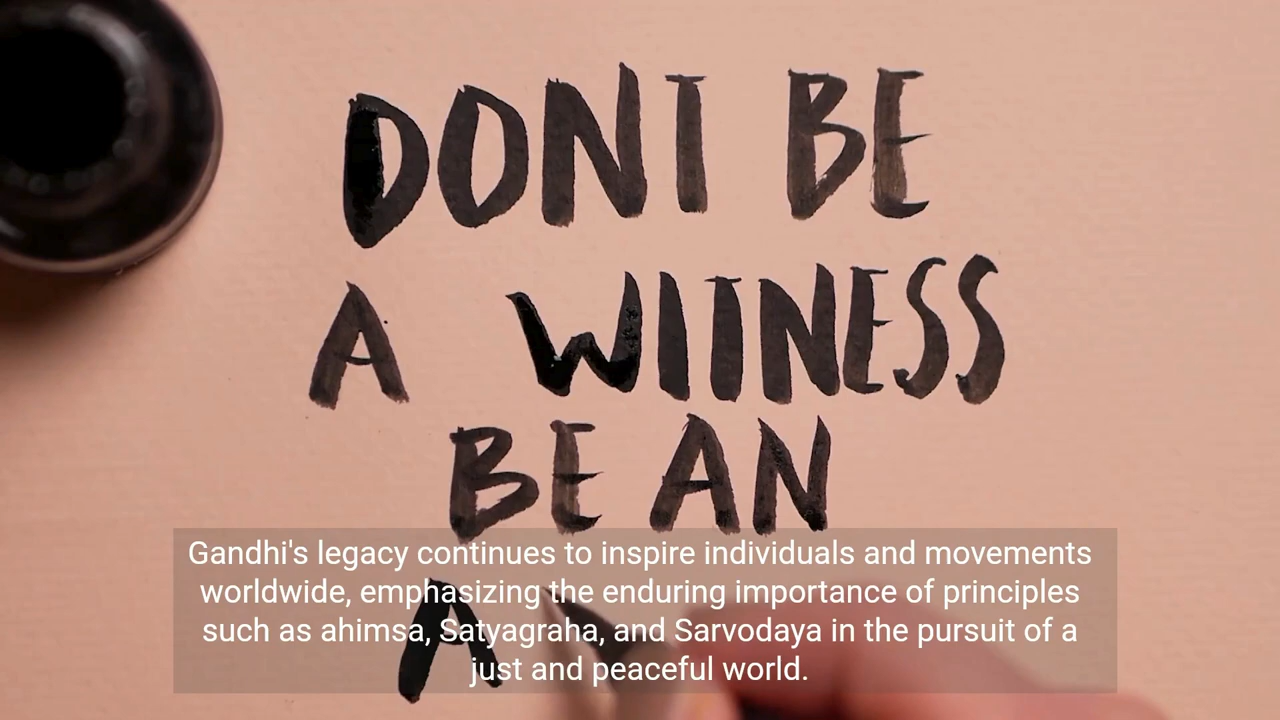 DONT BE
A WITNESS
BE AN
A
Gandhi's legacy continues to inspire individuals and movements
worldwide, emphasizing the enduring importance of principles
such as ahimsa, Satyagraha, and Sarvodaya in the pursuit of a
just and peaceful world.